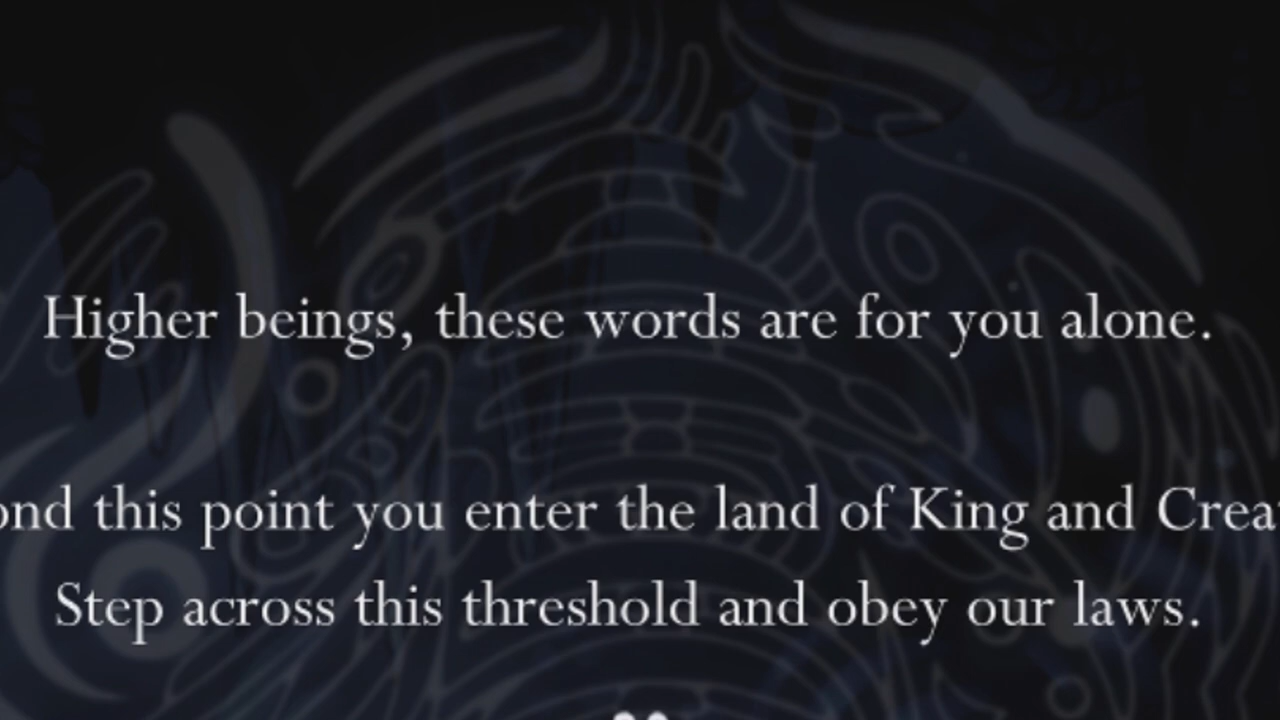 Higher beings, these words are for you alone.
ond this point you enter the land of King and Crea
Step across this threshold and obey our laws.